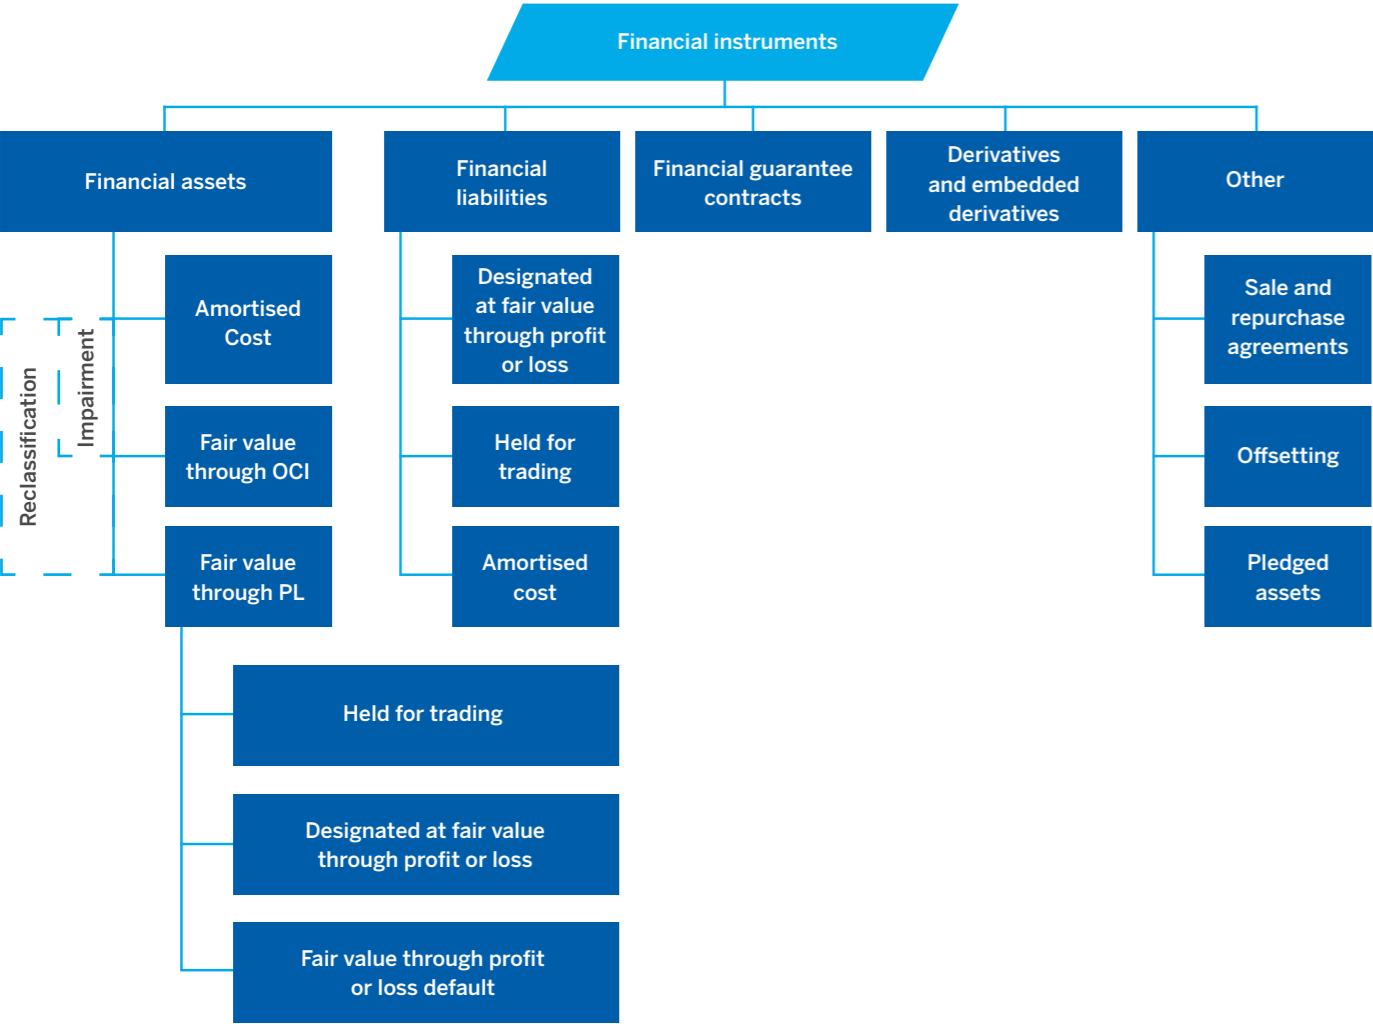 Financial instruments
Financial assets
Financial
liabilities
Financial guarantee
contracts
Derivatives
and embedded
derivatives
Other
Reclassification
Impairment
Amortised
Cost
Fair value
through OCI
Fair value
through PL
Held for trading
Designated at fair value
through profit or loss
Fair value through profit
or loss default
Designated
at fair value
through profit
or loss
Held for
trading
Amortised
cost
Sale and
repurchase
agreements
Offsetting
Pledged
assets